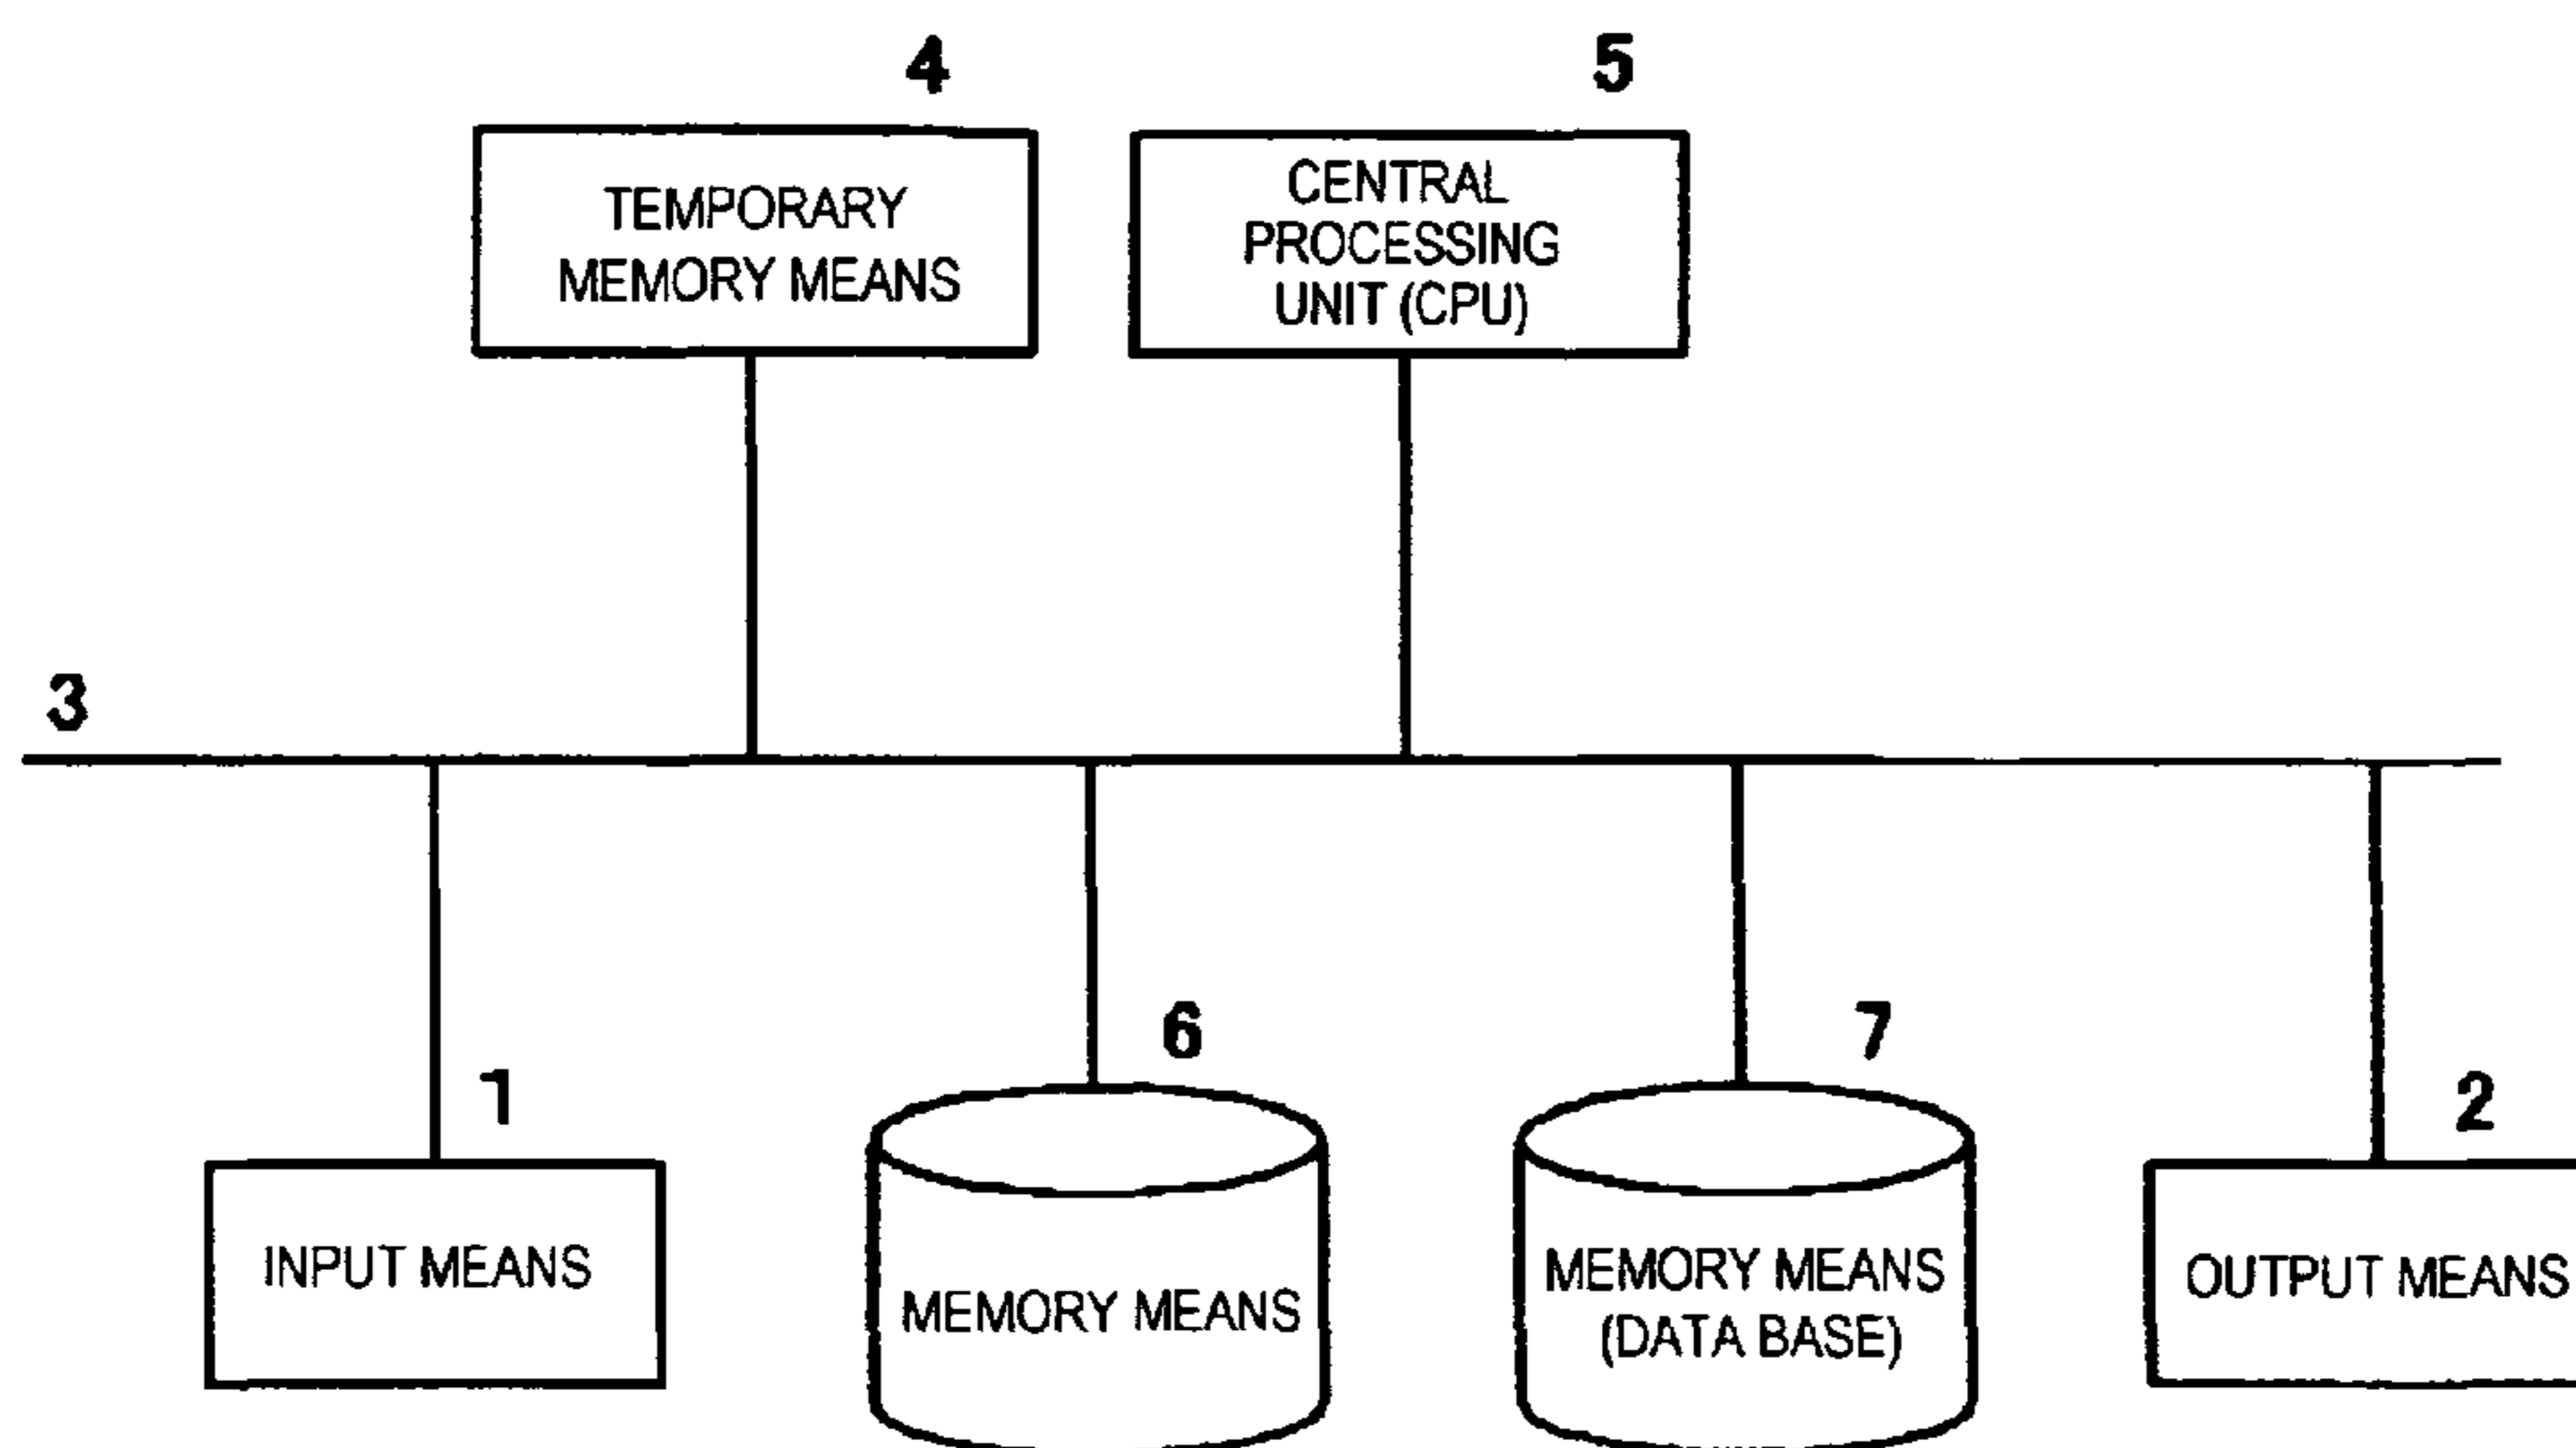 4
5
TEMPORARY
MEMORY MEANS
CENTRAL
PROCESSING
UNIT (CPU)
3
6
7
1
2
INPUT MEANS
MEMORY MEANS
MEMORY MEANS
(DATA BASE)
OUTPUT MEANS